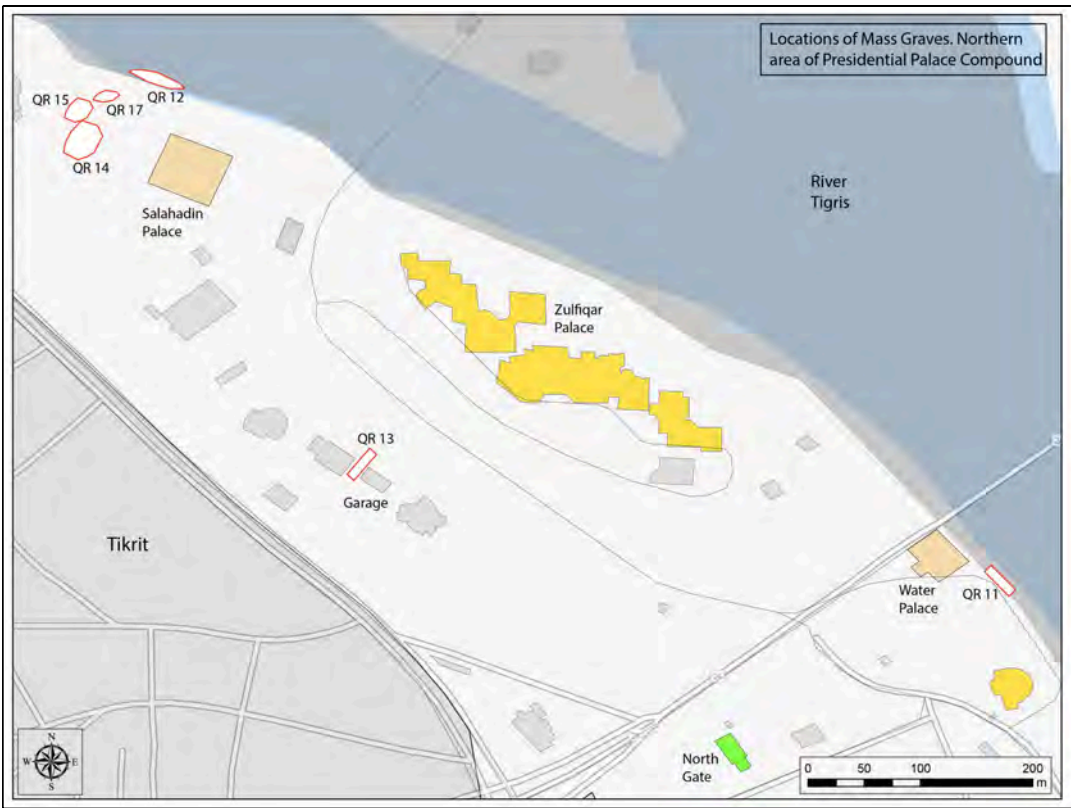 Locations of Mass Graves. Northern
area of Presidential Palace Compound
QR 15
QR 17
QR 12
QR 14
Salahadin
Palace
River
Tigris
Zulfiqar
Palace
QR 13
Garage
Tikrit
Water
Palace
QR 11
North
Gate
N
W
E
S
0
50
100
200
m